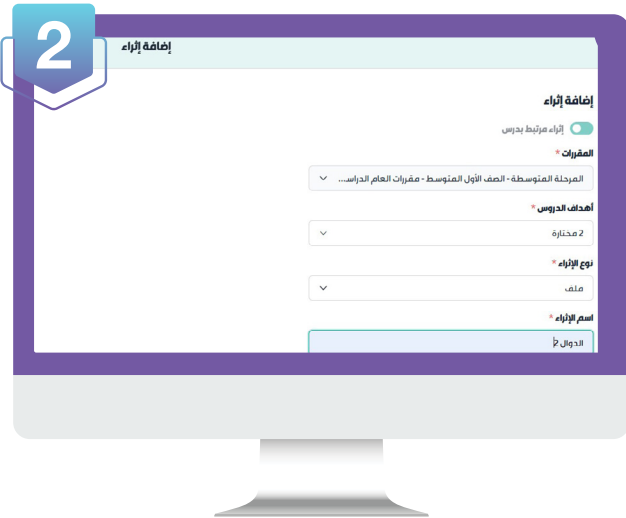 2
إضافة إثراء
إضافة إثراء
إثراء مرتبط بدرس
المقررات *
المرحلة المتوسطة - الصف الأول المتوسط - مقررات العام الدراسـ...
أهداف الدروس *
2 مختارة
نوع الإثراء *
ملف
اسم الإثراء *
الدوال 2